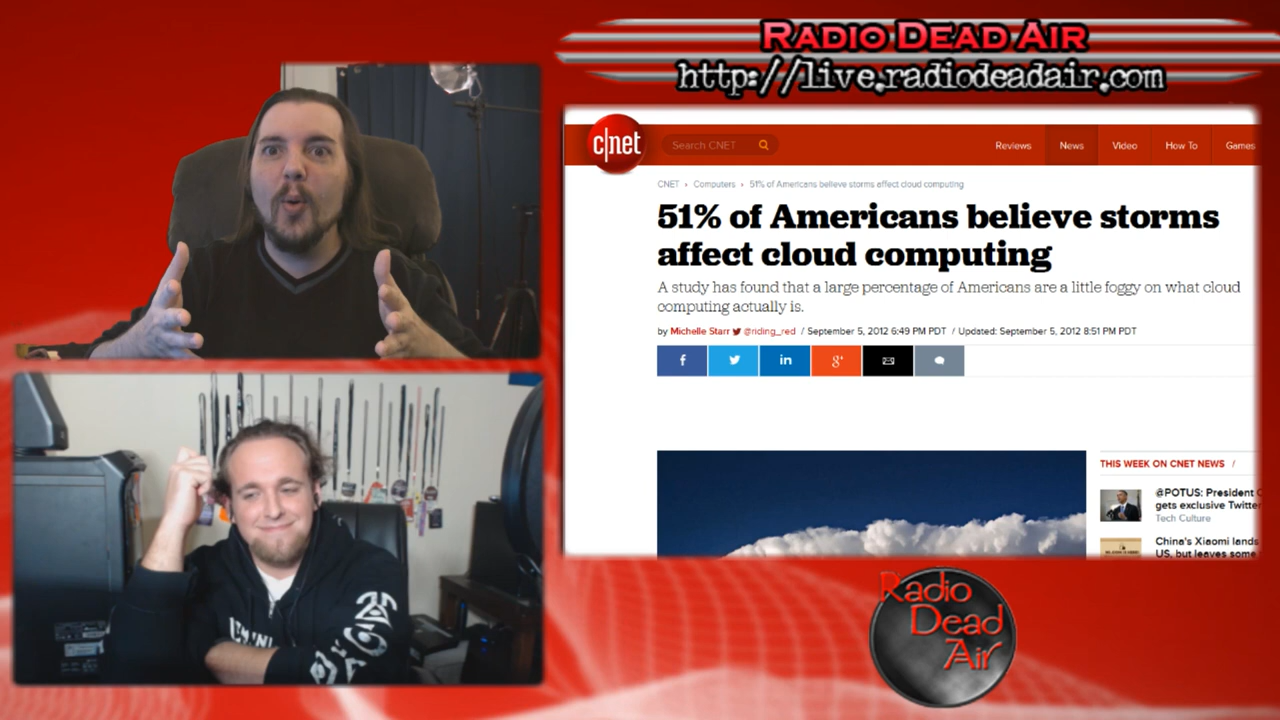 Radio Dead Air
http://live.radiodeadair.com
c|net
Search CNET
Reviews
News
Video
How To
Games
CNET › Computers › 51% of Americans believe storms affect cloud computing
51% of Americans believe storms
affect cloud computing
A study has found that a large percentage of Americans are a little foggy on what cloud
computing actually is.
by Michelle Starr @riding_red / September 5, 2012 6:49 PM PDT / Updated: September 5, 2012 8:51 PM PDT
THIS WEEK ON CNET NEWS /
@POTUS: President
gets exclusive Twitte
Tech Culture
China's Xiaomi lands
US, but leaves some
Radio
Dead
Air